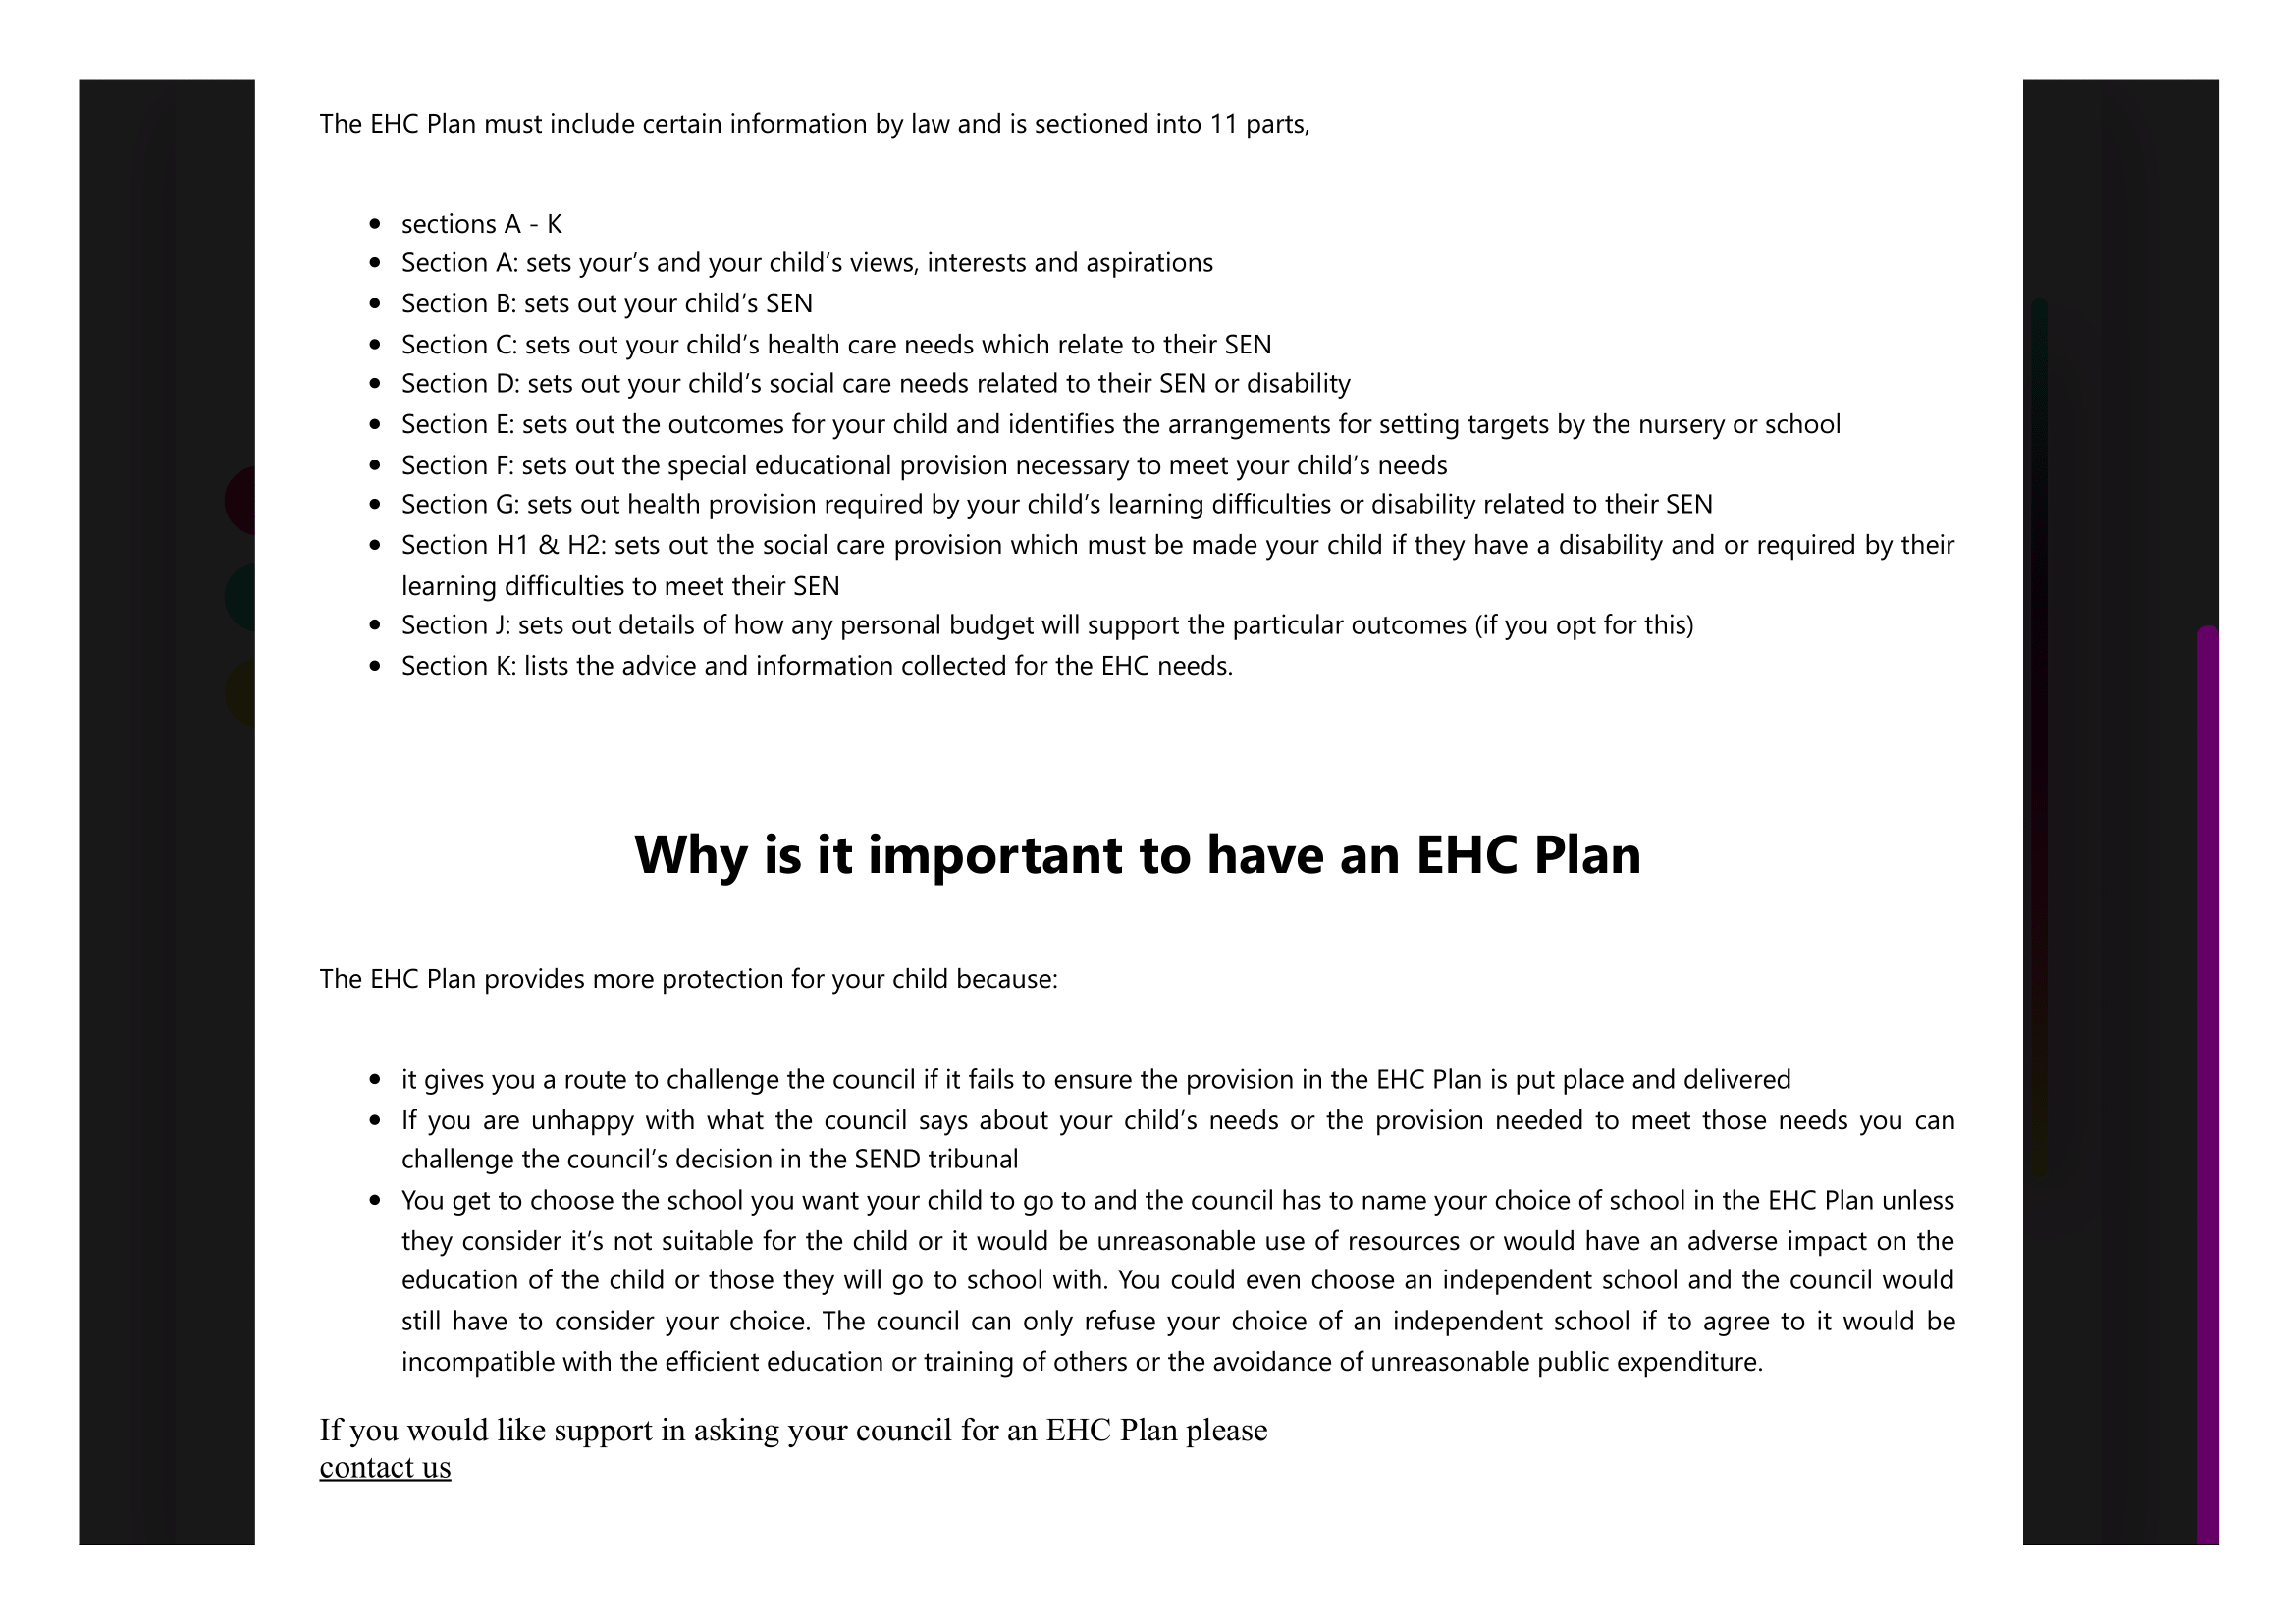 The EHC Plan must include certain information by law and is sectioned into 11 parts,
• sections A - K
• Section A: sets your’s and your child’s views, interests and aspirations
• Section B: sets out your child’s SEN
• Section C: sets out your child’s health care needs which relate to their SEN
• Section D: sets out your child’s social care needs related to their SEN or disability
• Section E: sets out the outcomes for your child and identifies the arrangements for setting targets by the nursery or school
• Section F: sets out the special educational provision necessary to meet your child’s needs
• Section G: sets out health provision required by your child’s learning difficulties or disability related to their SEN
• Section H1 & H2: sets out the social care provision which must be made your child if they have a disability and or required by their
learning difficulties to meet their SEN
• Section J: sets out details of how any personal budget will support the particular outcomes (if you opt for this)
• Section K: lists the advice and information collected for the EHC needs.
Why is it important to have an EHC Plan
The EHC Plan provides more protection for your child because:
• it gives you a route to challenge the council if it fails to ensure the provision in the EHC Plan is put place and delivered
• If you are unhappy with what the council says about your child’s needs or the provision needed to meet those needs you can
challenge the council’s decision in the SEND tribunal
• You get to choose the school you want your child to go to and the council has to name your choice of school in the EHC Plan unless
they consider it’s not suitable for the child or it would be unreasonable use of resources or would have an adverse impact on the
education of the child or those they will go to school with. You could even choose an independent school and the council would
still have to consider your choice. The council can only refuse your choice of an independent school if to agree to it would be
incompatible with the efficient education or training of others or the avoidance of unreasonable public expenditure.
If you would like support in asking your council for an EHC Plan please
contact us